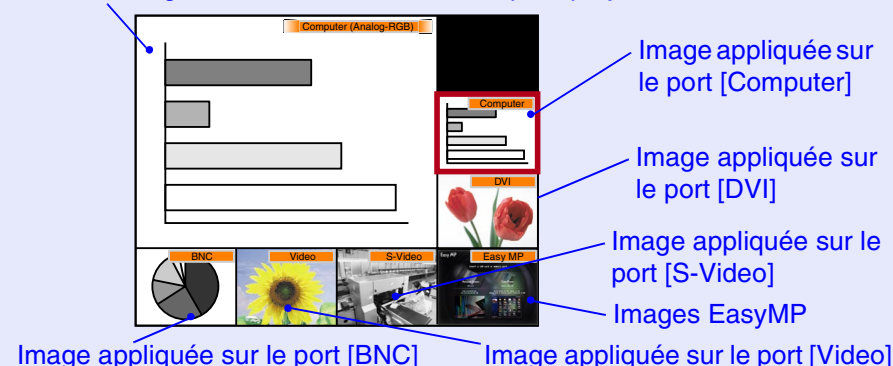 Computer (Analog-RGB)
Image appliquée sur
le port [Computer]
Computer
Image appliquée sur
le port [DVI]
DVI
Image appliquée sur le
port [S-Video]
BNC
Video
S-Video
Easy MP
Easy MP
Images EasyMP
Image appliquée sur le port [BNC]
Image appliquée sur le port [Video]